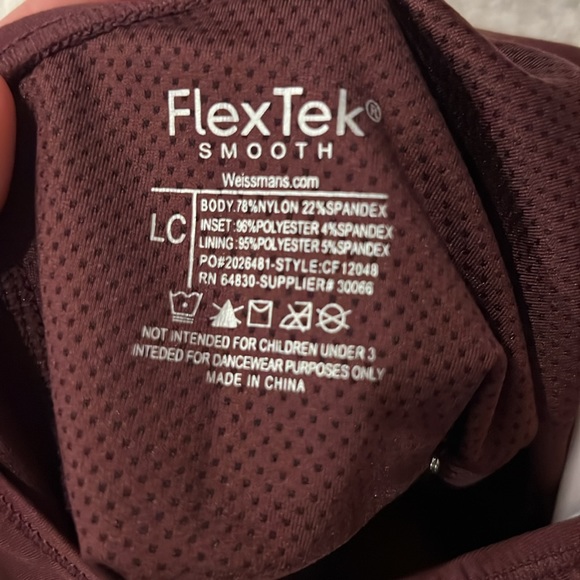 FlexTek®
SMOOTH
Weissmans.com
LC
BODY:78%NYLON 22%SPANDEX
INSET:96%POLYESTER 4%SPANDEX
LINING:95%POLYESTER 5%SPANDEX
PO#2026481-STYLE:CF12048
RN 64830-SUPPLIER# 30066
NOT INTENDED FOR CHILDREN UNDER 3
INTEDED FOR DANCEWEAR PURPOSES ONLY
MADE IN CHINA